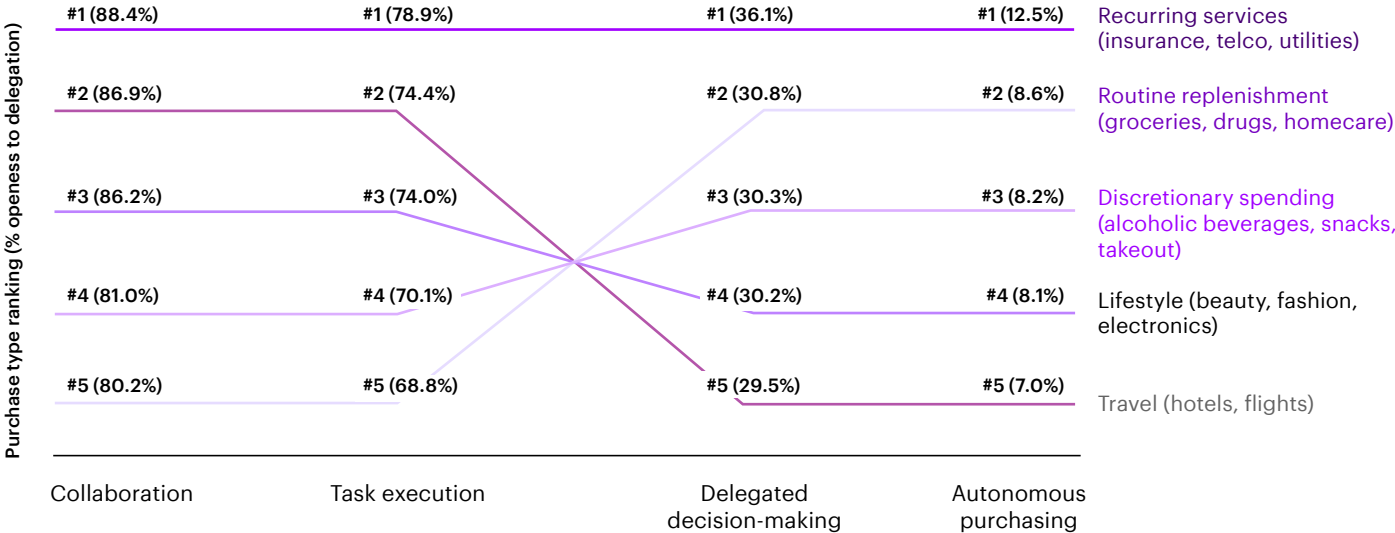 Purchase type ranking (% openess to delegation)
#1 (88.4%)
#1 (78.9%)
#1 (36.1%)
#1 (12.5%)
Recurring services
(insurance, telco, utilities)
#2 (86.9%)
#2 (74.4%)
#2 (30.8%)
#2 (8.6%)
Routine replenishment
(groceries, drugs, homecare)
#3 (86.2%)
#3 (74.0%)
#3 (30.3%)
#3 (8.2%)
Discretionary spending
(alcoholic beverages, snacks,
takeout)
#4 (81.0%)
#4 (70.1%)
#4 (30.2%)
#4 (8.1%)
Lifestyle (beauty, fashion,
electronics)
#5 (80.2%)
#5 (68.8%)
#5 (29.5%)
#5 (7.0%)
Travel (hotels, flights)
Collaboration
Task execution
Delegated
decision-making
Autonomous
purchasing